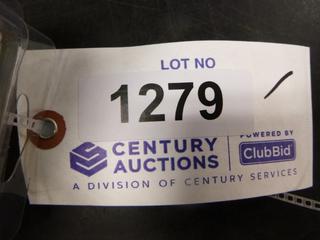 LOT NO
1279
CENTURY
AUCTIONS
POWERED BY
ClubBid
A DIVISION OF CENTURY SERVICES